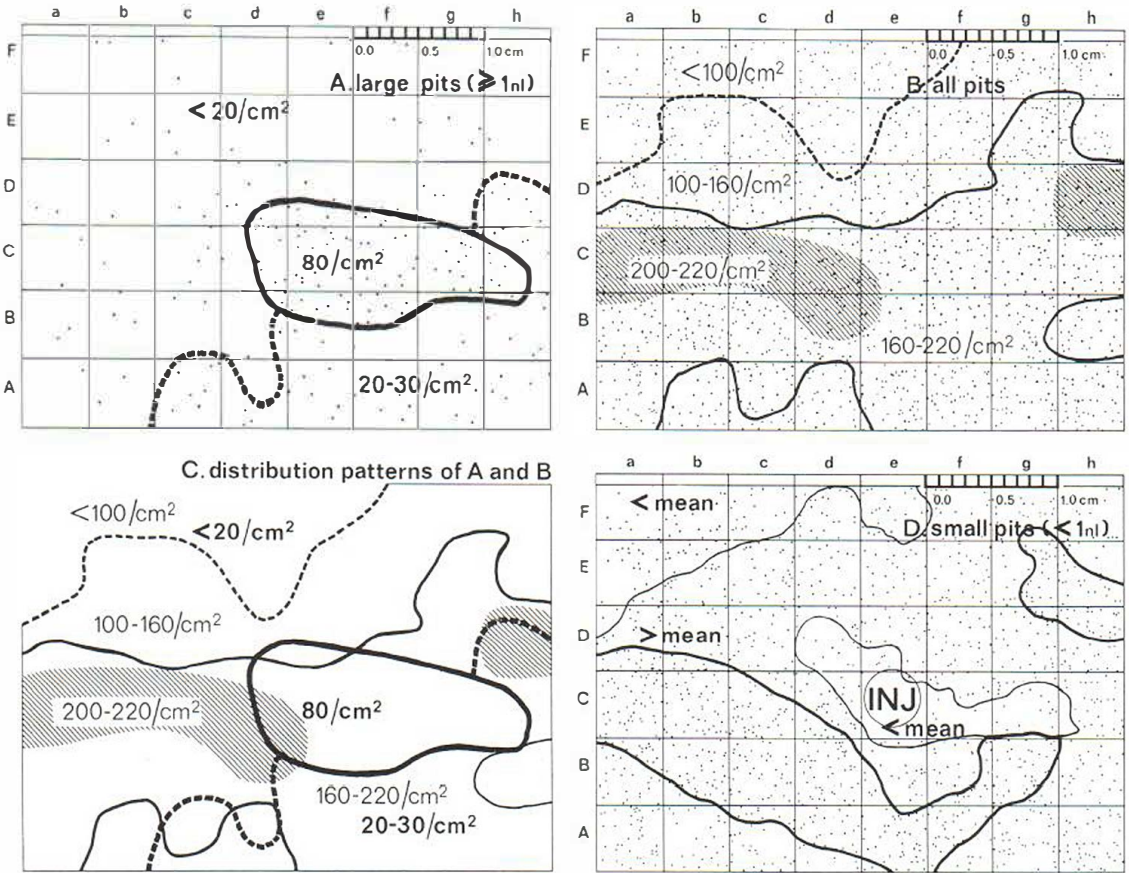 a b c d e f g h
F
E
D
C
B
A
0.0 0.5 1.0 cm
A. large pits (⩾ 1nl)
< 20/cm²
80/cm²
20-30/cm²
a b c d e f g h
F
E
D
C
B
A
0.0 0.5 1.0 cm
B. all pits
<100/cm²
100-160/cm²
200-220/cm²
160-220/cm²
C. distribution patterns of A and B
<100/cm²
<20/cm²
100-160/cm²
200-220/cm²
80/cm²
160-220/cm²
20-30/cm²
a b c d e f g h
F
E
D
C
B
A
0.0 0.5 1.0 cm
D. small pits (< 1nl)
< mean
> mean
INJ
< mean